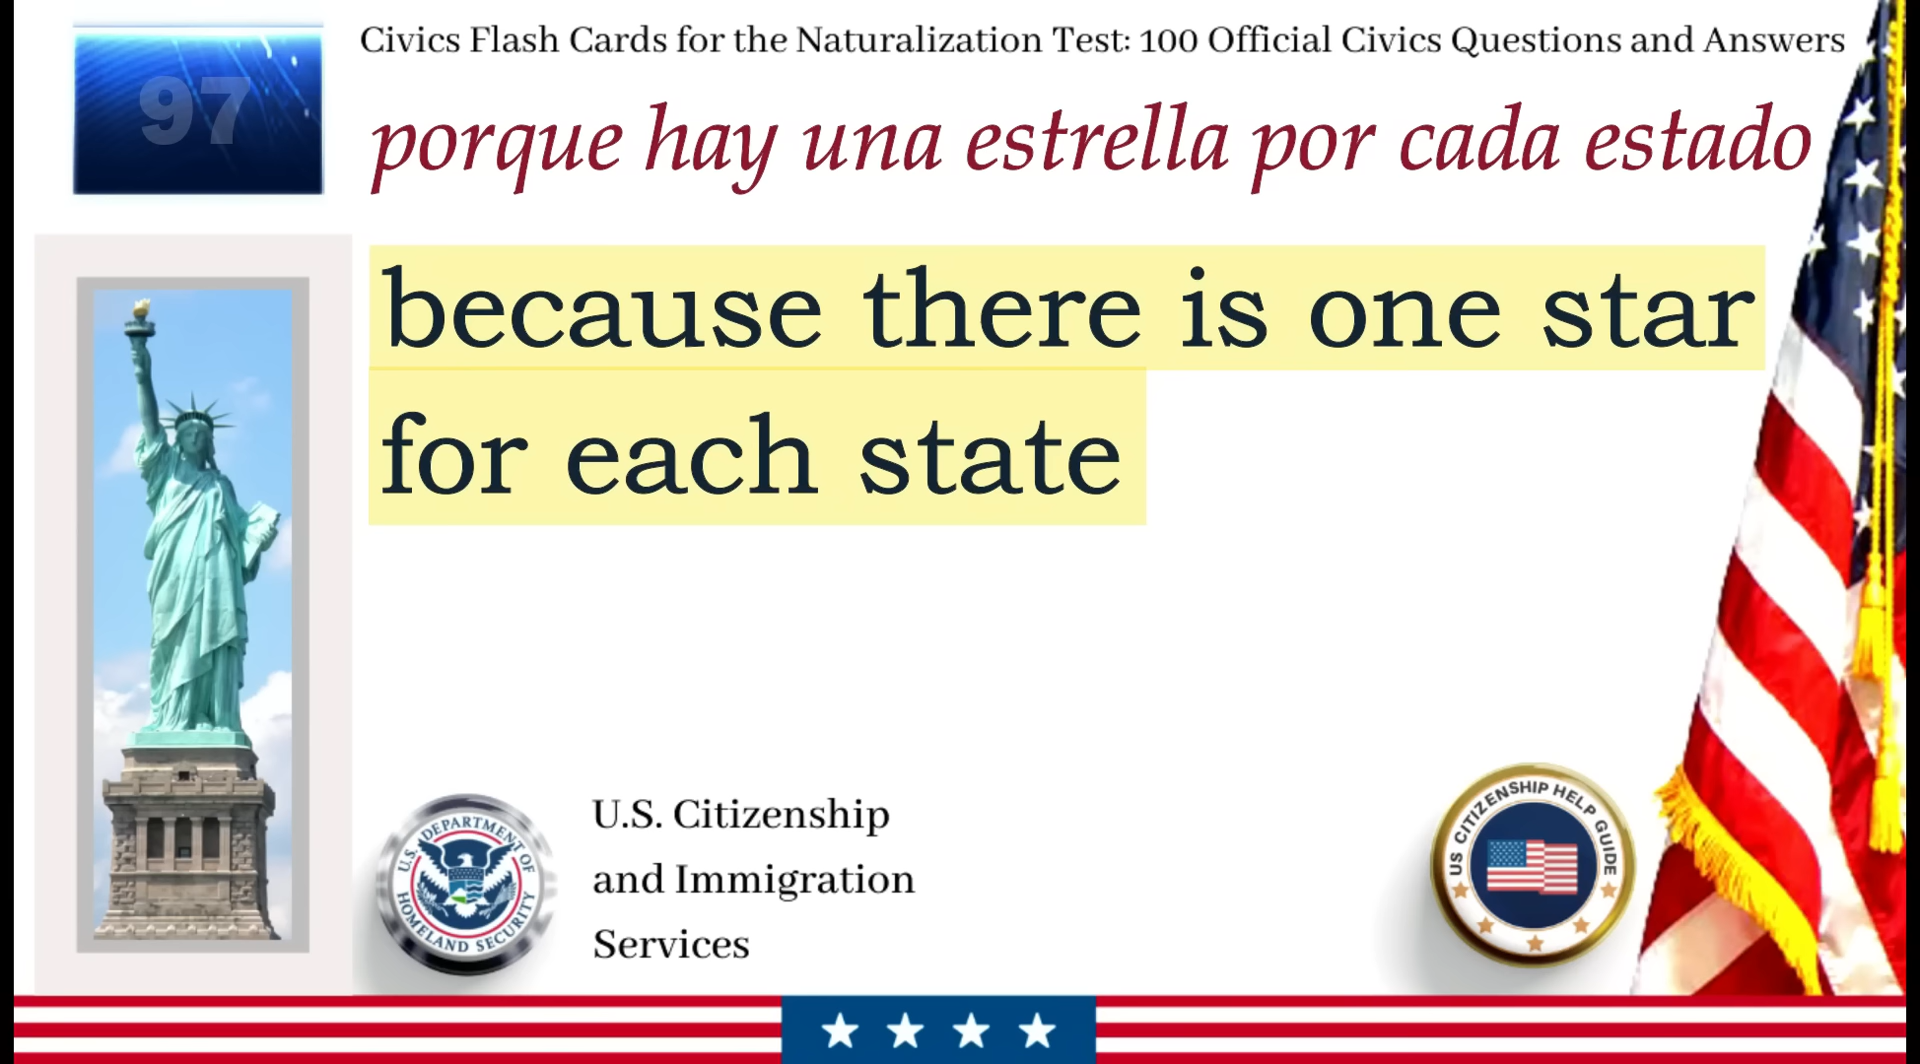 Civics Flash Cards for the Naturalization Test: 100 Official Civics Questions and Answers
97
porque hay una estrella por cada estado
because there is one star
for each state
U.S. DEPARTMENT OF
HOMELAND SECURITY
U.S. Citizenship
and Immigration
Services
US CITIZENSHIP HELP GUIDE